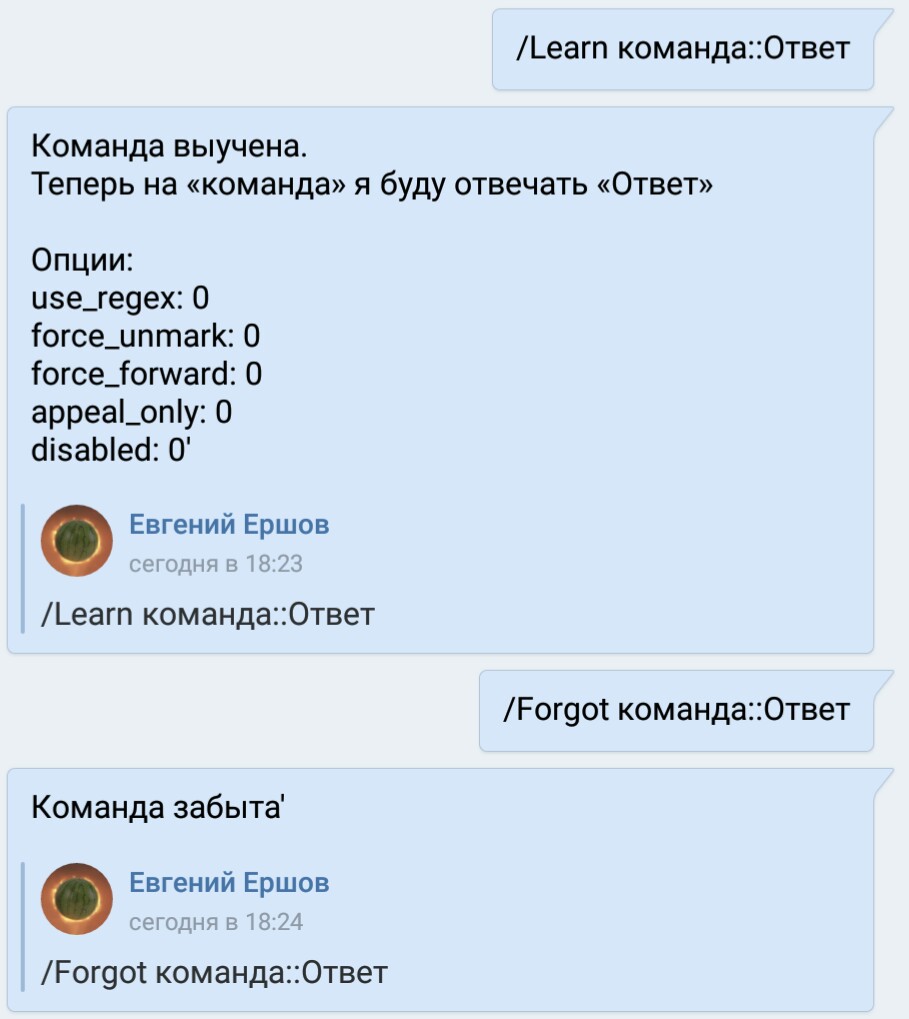 /Learn команда::Ответ
Команда выучена.
Теперь на «команда» я буду отвечать «Ответ»
Опции:
use_regex: 0
force_unmark: 0
force_forward: 0
appeal_only: 0
disabled: 0'
Евгений Ершов
сегодня в 18:23
/Learn команда::Ответ
/Forgot команда::Ответ
Команда забыта'
Евгений Ершов
сегодня в 18:24
/Forgot команда::Ответ